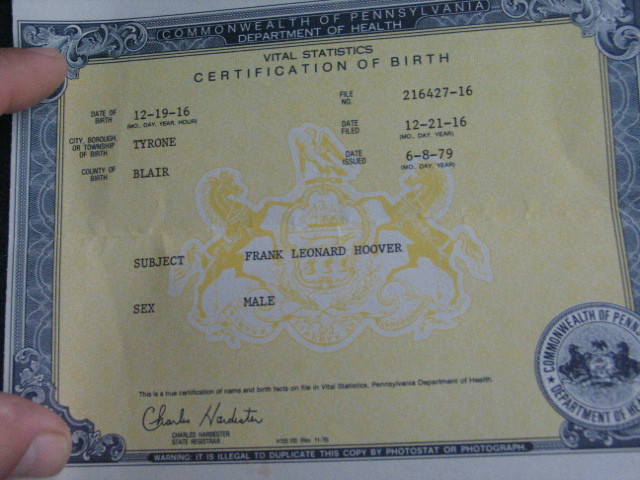 COMMONWEALTH OF PENNSYLVANIA
DEPARTMENT OF HEALTH
VITAL STATISTICS
CERTIFICATION OF BIRTH
DATE OF BIRTH 12-19-16 FILE NO. 216427-16
(MO., DAY, YEAR, HOUR)
CITY, BOROUGH, OR TOWNSHIP OF BIRTH TYRONE DATE FILED 12-21-16
(MO., DAY, YEAR)
COUNTY OF BIRTH BLAIR DATE ISSUED 6-8-79
(MO., DAY, YEAR)
SUBJECT FRANK LEONARD HOOVER
SEX MALE
This is a true certification of name and birth facts on file in Vital Statistics, Pennsylvania Department of Health
Charles Hardester
CHARLES HARDESTER
STATE REGISTRAR
COMMONWEALTH OF PENN
DEPARTMENT OF HEA
WARNING: IT IS ILLEGAL TO DUPLICATE THIS COPY BY PHOTOSTAT OR PHOTOGRAPH.